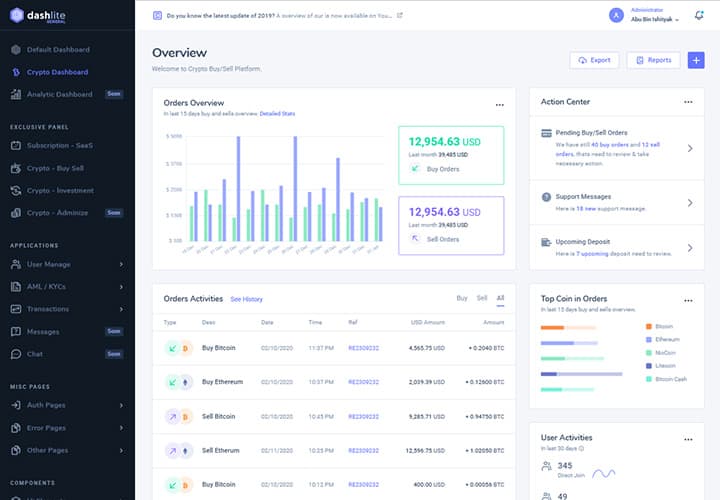 dashlite
GENERAL
Do you know the latest update of 2019? A overview of our is now available on You...
Administrator
Abu Bin Ishityak
Default Dashboard
Crypto Dashboard
Analytic Dashboard Soon
EXCLUSIVE PANEL
Subscription - SaaS
Crypto - Buy Sell
Crypto - Investment
Crypto - Adminize Soon
APPLICATIONS
User Manage
AML / KYCs
Transactions
Messages Soon
Chat Soon
MISC PAGES
Auth Pages
Error Pages
Other Pages
COMPONENTS
Overview
Welcome to Crypto Buy/Sell Platform.
Export
Reports
Orders Overview
In last 15 days buy and sells overview. Detailed Stats
12,954.63 USD
Last month 39,485 USD
Buy Orders
12,954.63 USD
Last month 39,485 USD
Sell Orders
Action Center
Pending Buy/Sell Orders
We have still 40 buy orders and 12 sell
orders, thats need to review & take
necessary action.
Support Messages
Here is 18 new support message.
Upcoming Deposit
Here is 7 upcoming deposit need to review.
Orders Activities See History
Buy Sell All
Type Desc Date Time Ref USD Amount Amount
Buy Bitcoin 02/10/2020 11:37 PM RE2309232 4,565.75 USD + 0.2040 BTC
Buy Ethereum 02/10/2020 10:37 PM RE2309232 2,039.39 USD + 0.12600 BTC
Sell Bitcoin 02/10/2020 10:45 PM RE2309232 9,285.71 USD + 0.94750 BTC
Sell Etherum 02/11/2020 10:25 PM RE2309232 12,596.75 USD + 1.02050 BTC
Buy Bitcoin 02/10/2020 10:12 PM RE2309232 400.00 USD + 0.00056 BTC
Top Coin in Orders
In last 15 days buy and sells overview.
Bitcoin
Ethereum
NioCoin
Litecoin
Bitcoin Cash
User Activities
In last 30 days
345
Direct Join
49